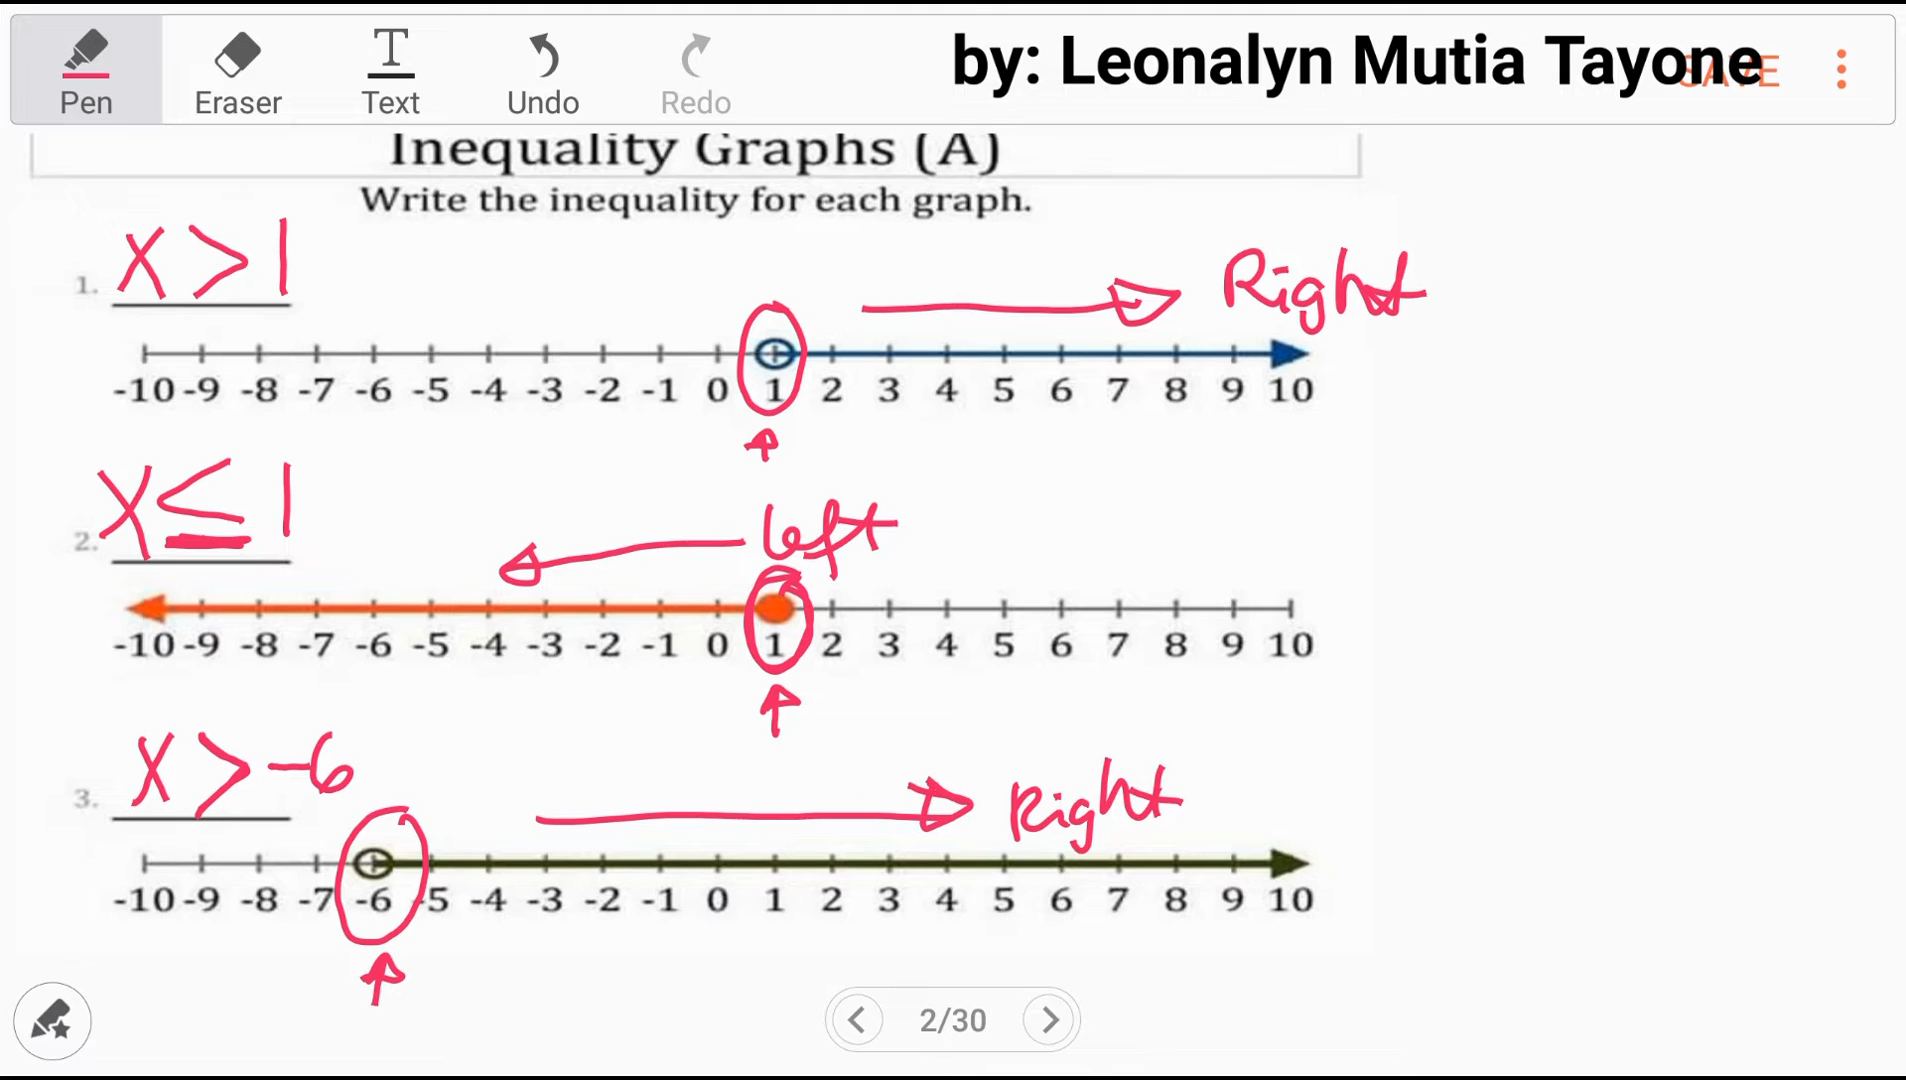 Pen Eraser Text Undo Redo by: Leonalyn Mutia Tayone SAVE
Inequality Graphs (A)
Write the inequality for each graph.
1. X > 1
Right
-10 -9 -8 -7 -6 -5 -4 -3 -2 -1 0 1 2 3 4 5 6 7 8 9 10
2. X ≤ 1
Left
-10 -9 -8 -7 -6 -5 -4 -3 -2 -1 0 1 2 3 4 5 6 7 8 9 10
3. X > -6
Right
-10 -9 -8 -7 -6 -5 -4 -3 -2 -1 0 1 2 3 4 5 6 7 8 9 10
2/30